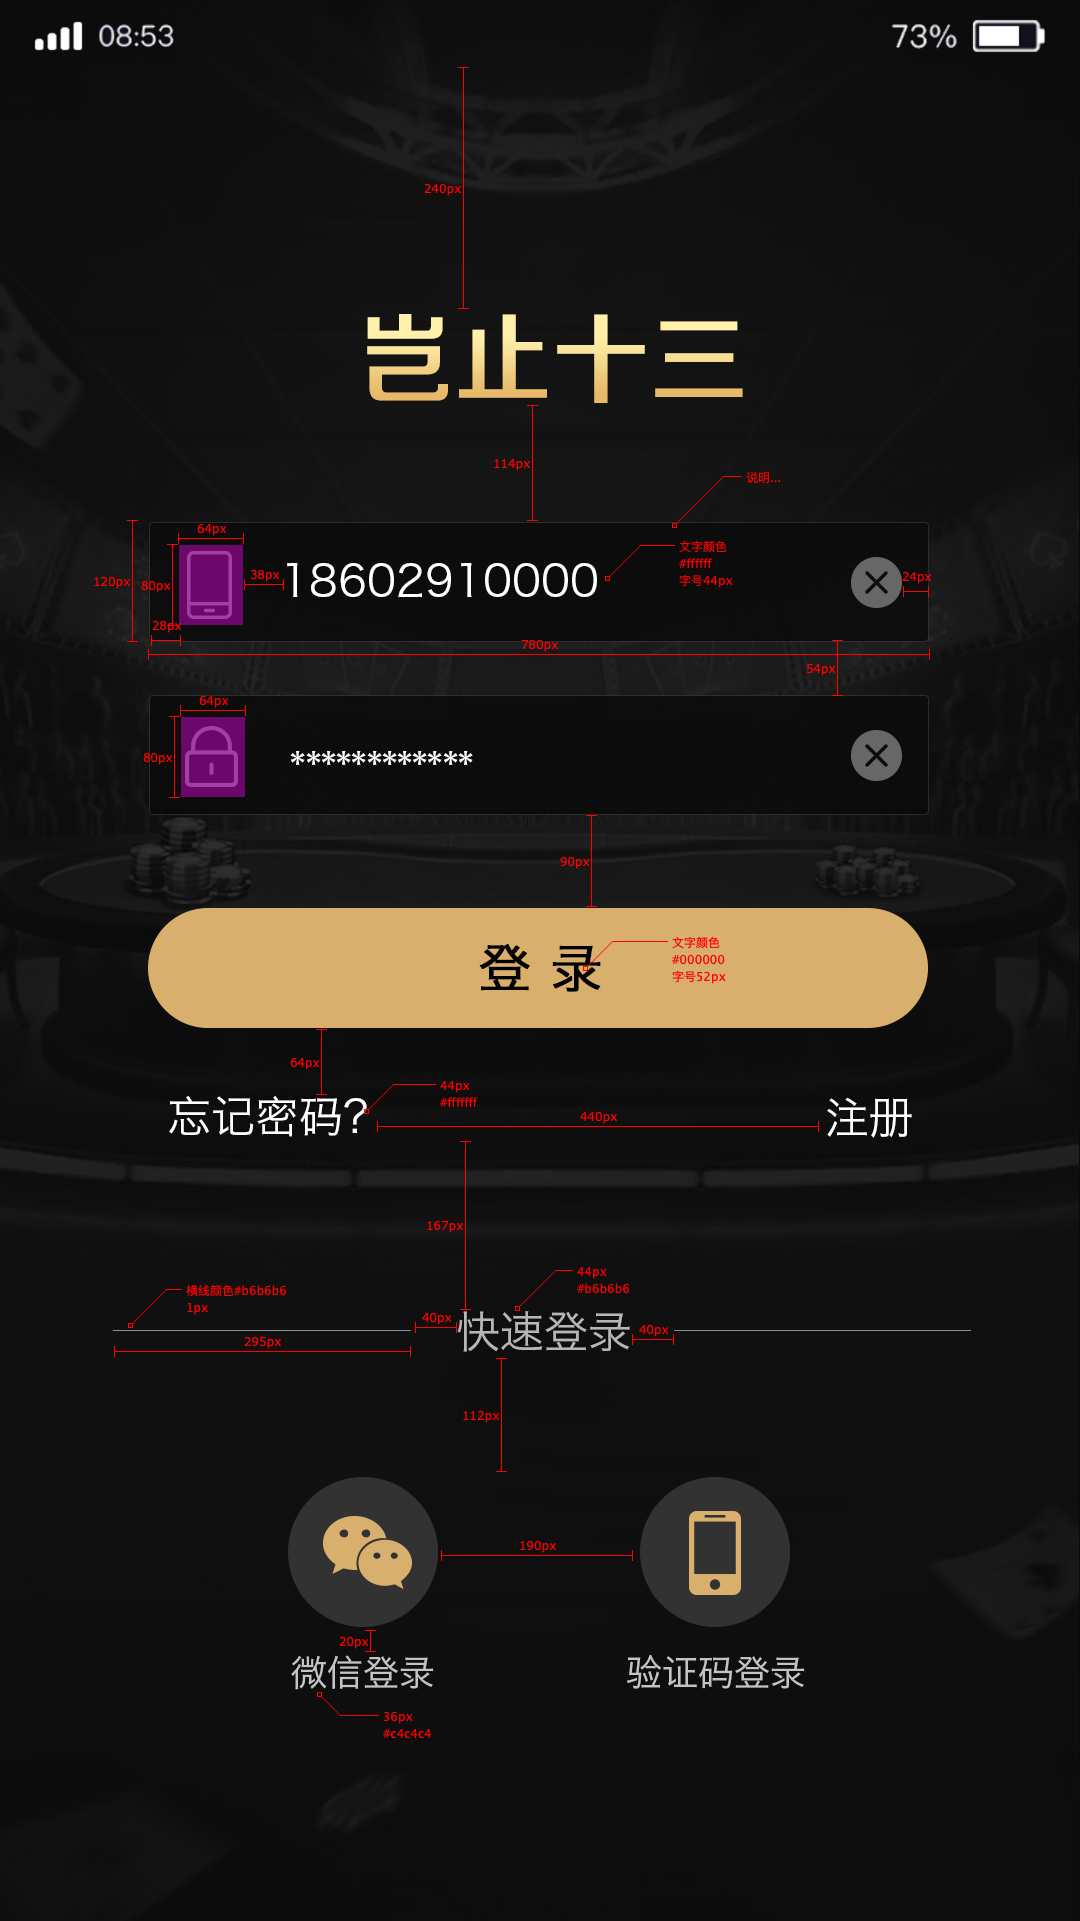 08:53
73%
240px
岂止十三
114px
说明...
64px
文字颜色
#ffffff
字号44px
120px
80px
38px
18602910000
24px
28px
780px
54px
64px
80px
************
90px
登 录
文字颜色
#000000
字号52px
64px
44px
#fffffff
忘记密码?
440px
注册
167px
横线颜色#b6b6b6
1px
44px
#b6b6b6
40px
快速登录
40px
295px
112px
190px
20px
微信登录
验证码登录
36px
#c4c4c4